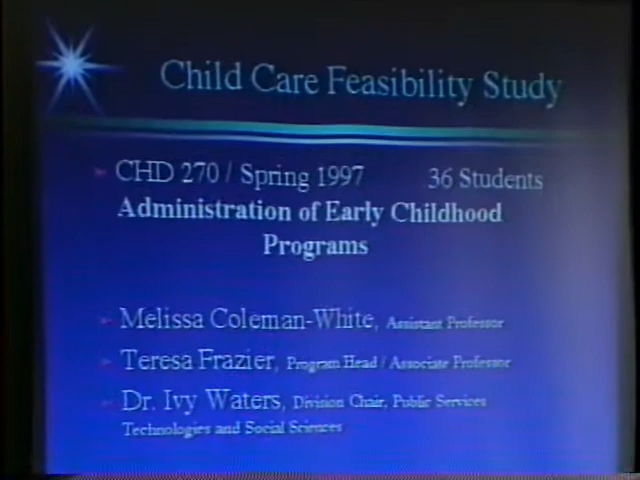 Child Care Feasibility Study
CHD 270 / Spring 1997 36 Students
Administration of Early Childhood
Programs
Melissa Coleman-White, Assistant Professor
Teresa Frazier, Program Head / Associate Professor
Dr. Ivy Waters, Division Chair, Public Services
Technologies and Social Sciences